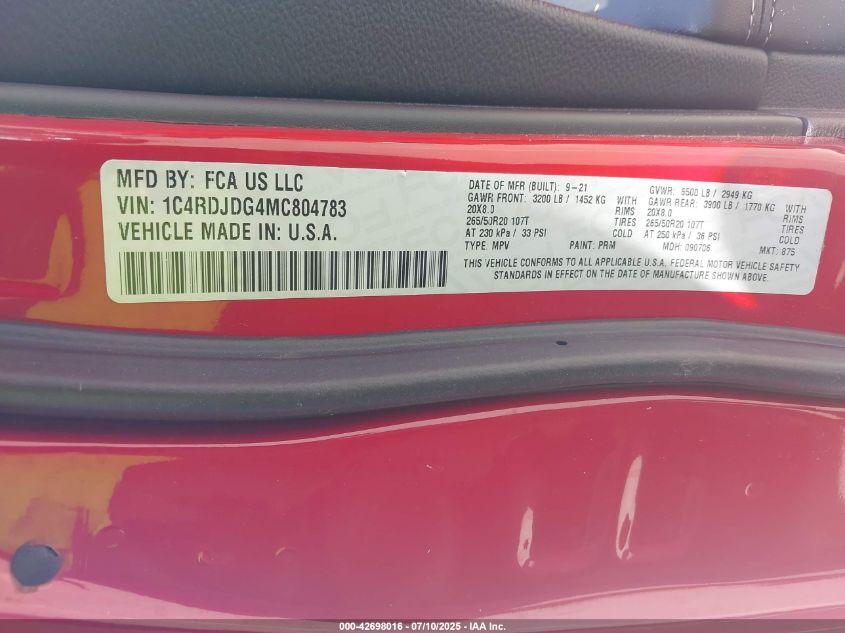 MFD BY: FCA US LLC
VIN: 1C4RDJDG4MC804783
VEHICLE MADE IN: U.S.A.
DATE OF MFR (BUILT): 9-21 GVWR: 6500 LB / 2949 KG
GAWR FRONT: 3200 LB / 1452 KG WITH GAWR REAR: 3900 LB / 1770 KG WITH
20X8.0 RIMS 20X8.0 RIMS
265/50R20 107T TIRES 265/50R20 107T TIRES
AT 230 kPa / 33 PSI COLD AT 250 kPa / 36 PSI COLD
TYPE: MPV PAINT: PRM MDH: 090706 MKT: 875
THIS VEHICLE CONFORMS TO ALL APPLICABLE U.S.A. FEDERAL MOTOR VEHICLE SAFETY
STANDARDS IN EFFECT ON THE DATE OF MANUFACTURE SHOWN ABOVE.
000-42698016 - 07/10/2025 - IAA Inc.